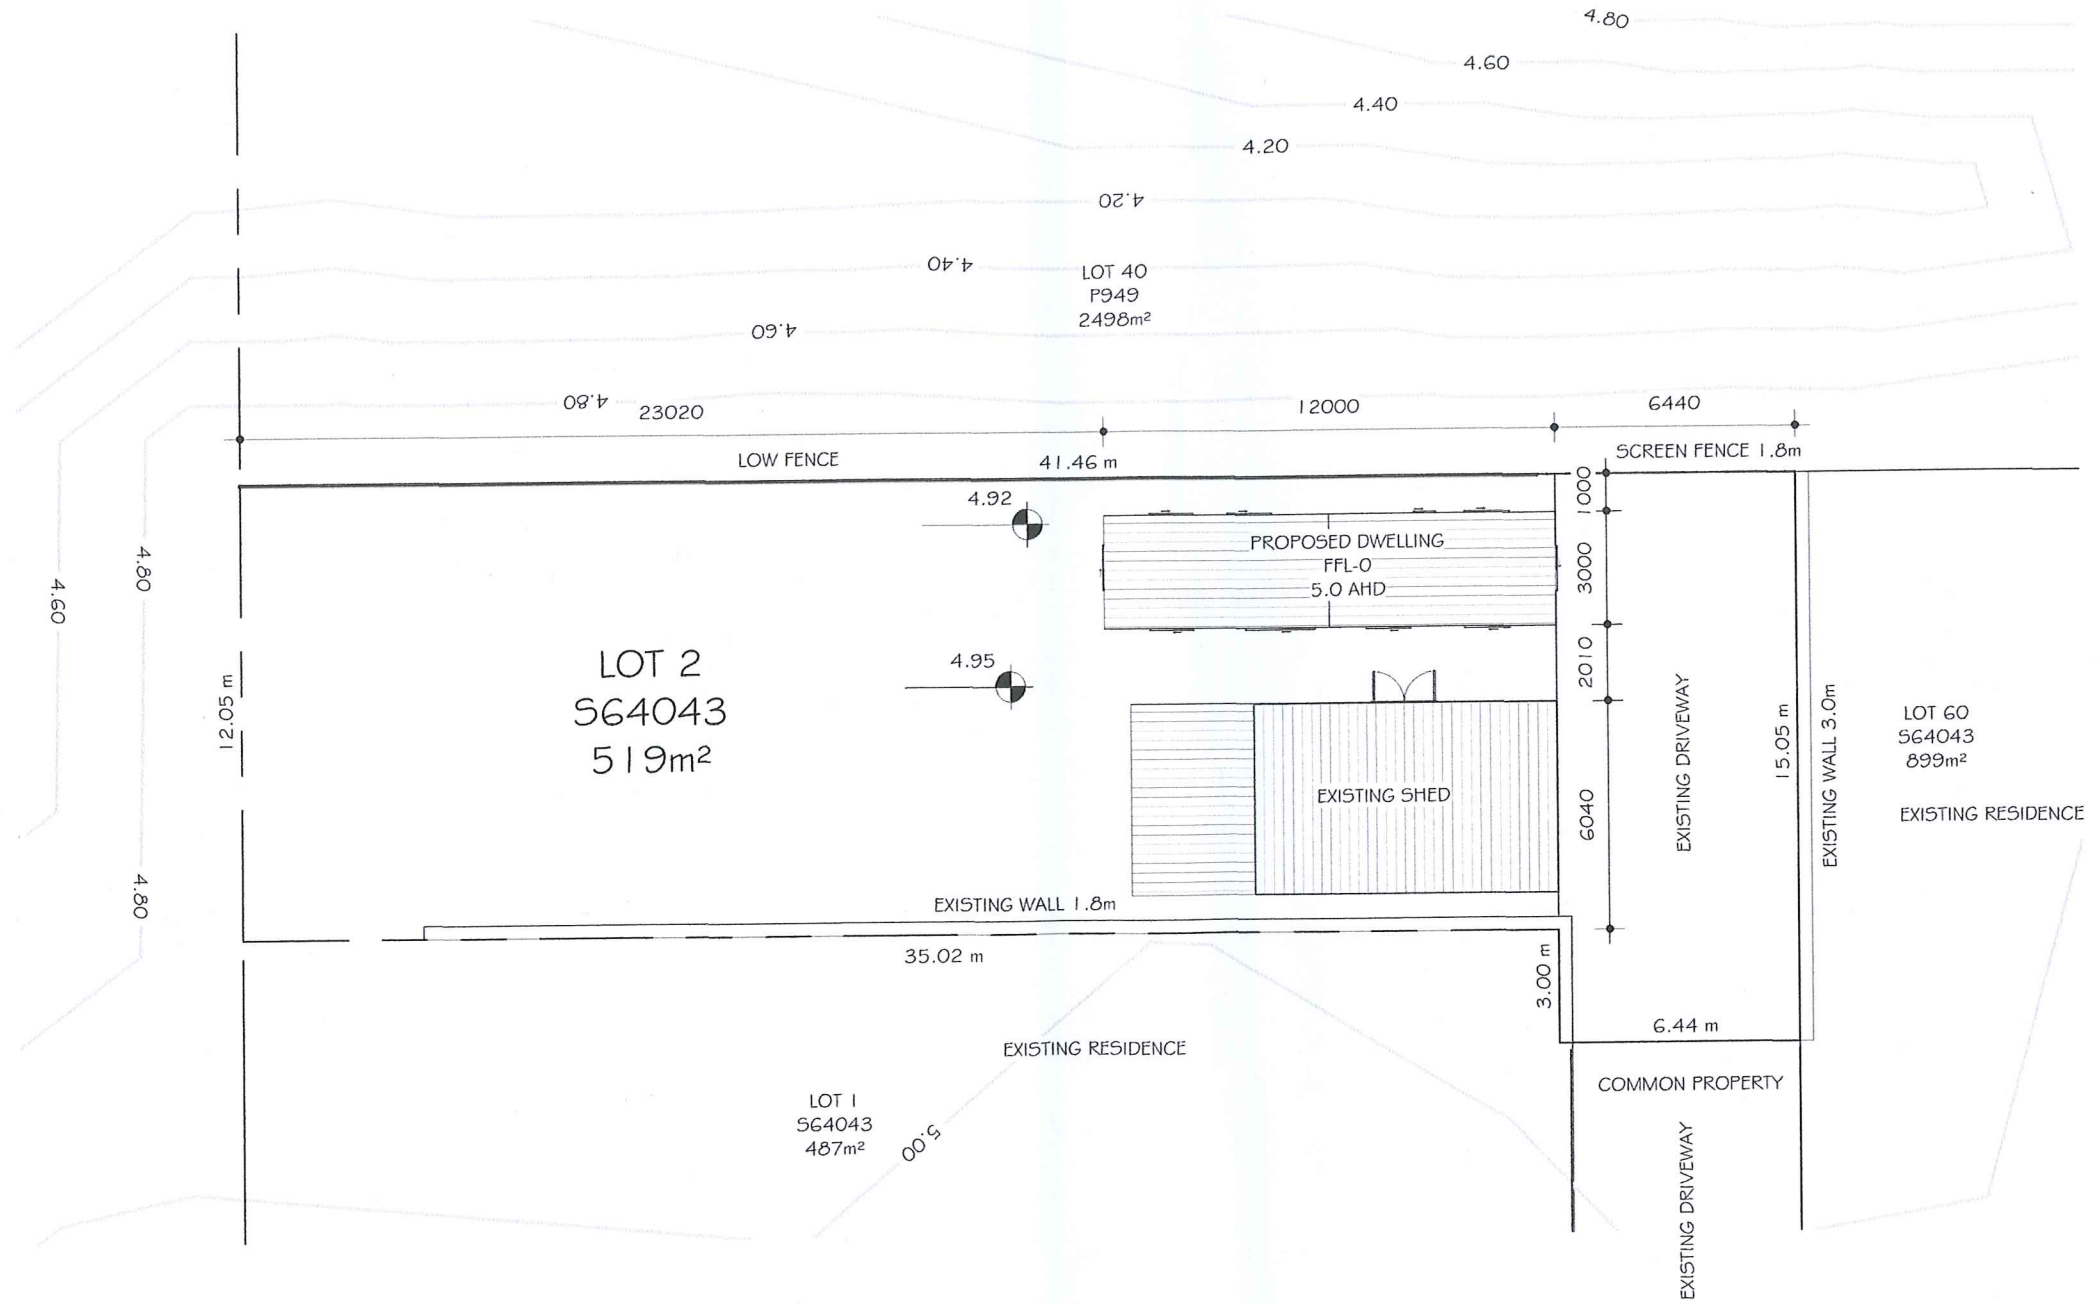 4.80
4.60
4.40
4.20
4.20
4.40
LOT 40
P949
2498m²
4.60
4.80
23020
12000
6440
LOW FENCE
41.46 m
SCREEN FENCE 1.8m
4.92
1000
PROPOSED DWELLING
FFL-0
5.0 AHD
3000
4.80
4.60
4.95
2010
LOT 2
S64043
519m²
12.05 m
EXISTING DRIVEWAY
15.05 m
EXISTING WALL 3.0m
LOT 60
S64043
899m²
EXISTING SHED
6040
EXISTING RESIDENCE
4.80
EXISTING WALL 1.8m
35.02 m
3.00 m
6.44 m
EXISTING RESIDENCE
COMMON PROPERTY
LOT 1
S64043
487m²
5.00
EXISTING DRIVEWAY